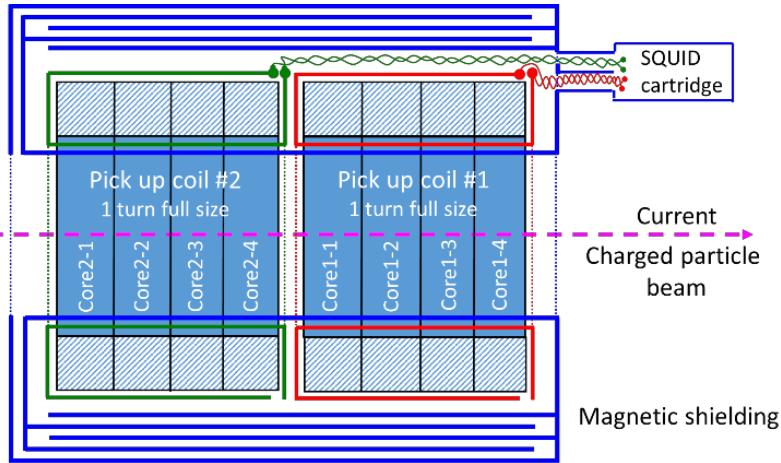 SQUID
cartridge
Pick up coil #2
1 turn full size
Pick up coil #1
1 turn full size
Core2-1
Core2-2
Core2-3
Core2-4
Core1-1
Core1-2
Core1-3
Core1-4
Current
Charged particle
beam
Magnetic shielding